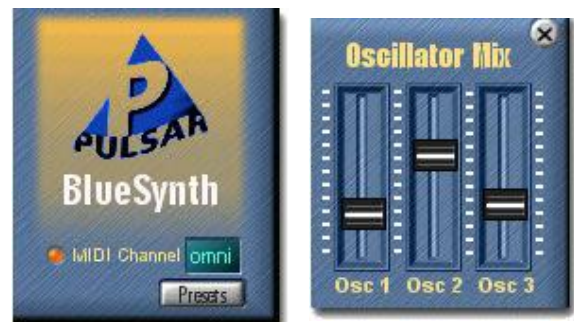 P
PULSAR
BlueSynth
MIDI Channel omni
Presets
Oscillator Mix
Osc 1 Osc 2 Osc 3